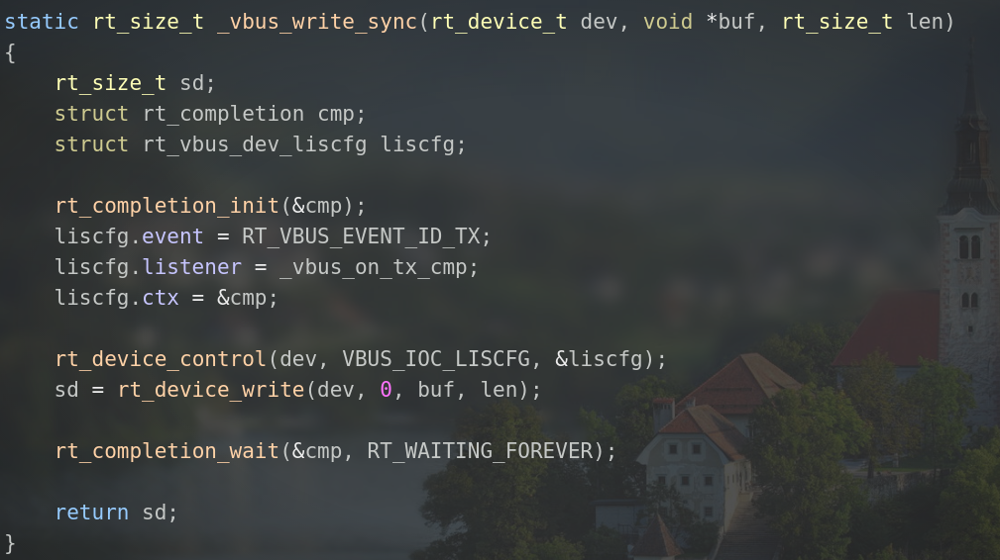 static rt_size_t _vbus_write_sync(rt_device_t dev, void *buf, rt_size_t len)
{
    rt_size_t sd;
    struct rt_completion cmp;
    struct rt_vbus_dev_liscfg liscfg;

    rt_completion_init(&cmp);
    liscfg.event = RT_VBUS_EVENT_ID_TX;
    liscfg.listener = _vbus_on_tx_cmp;
    liscfg.ctx = &cmp;

    rt_device_control(dev, VBUS_IOC_LISCFG, &liscfg);
    sd = rt_device_write(dev, 0, buf, len);

    rt_completion_wait(&cmp, RT_WAITING_FOREVER);

    return sd;
}